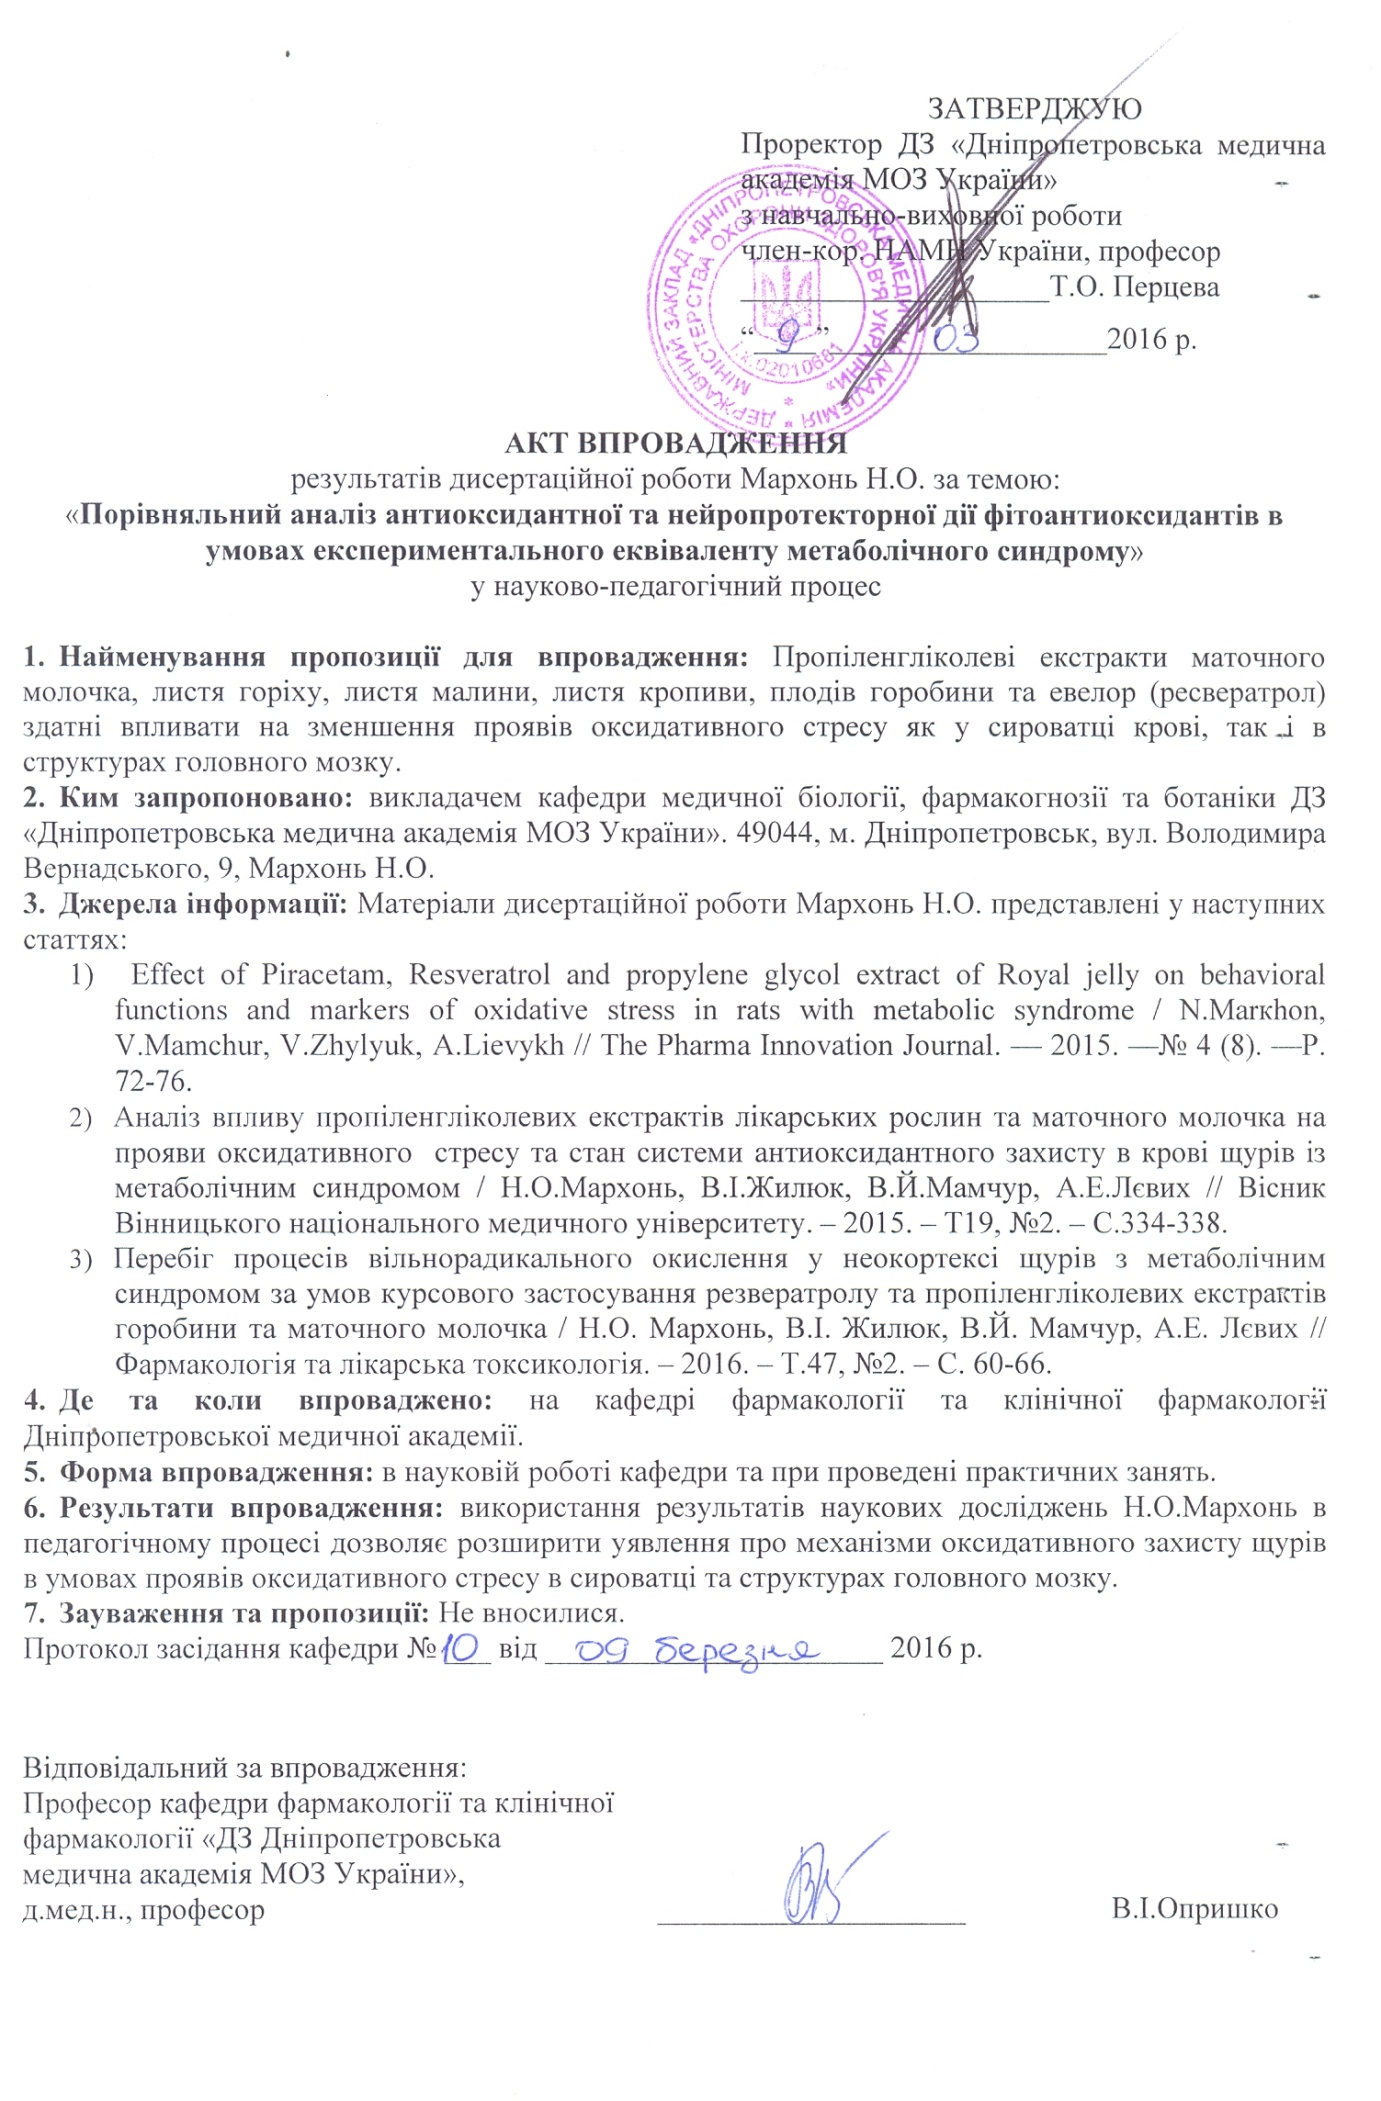 ЗАТВЕРДЖУЮ
Проректор ДЗ «Дніпропетровська медична
академія МОЗ України»
з навчально-виховної роботи
член-кор. НАМН України, професор
____________________Т.О. Перцева
“ 9 ” 03 2016 р.
ДЕРЖАВНИЙ ЗАКЛАД «ДНІПРОПЕТРОВСЬКА МЕДИЧНА АКАДЕМІЯ
МІНІСТЕРСТВА ОХОРОНИ ЗДОРОВ'Я УКРАЇНИ»
і.к. 02010681
АКТ ВПРОВАДЖЕННЯ
результатів дисертаційної роботи Мархонь Н.О. за темою:
«Порівняльний аналіз антиоксидантної та нейропротекторної дії фітоантиоксидантів в
умовах експериментального еквіваленту метаболічного синдрому»
у науково-педагогічний процес
1. Найменування пропозиції для впровадження: Пропіленгліколеві екстракти маточного
молочка, листя горіху, листя малини, листя кропиви, плодів горобини та евелор (ресвератрол)
здатні впливати на зменшення проявів оксидативного стресу як у сироватці крові, так і в
структурах головного мозку.
2. Ким запропоновано: викладачем кафедри медичної біології, фармакогнозії та ботаніки ДЗ
«Дніпропетровська медична академія МОЗ України». 49044, м. Дніпропетровськ, вул. Володимира
Вернадського, 9, Мархонь Н.О.
3. Джерела інформації: Матеріали дисертаційної роботи Мархонь Н.О. представлені у наступних
статтях:
1) Effect of Piracetam, Resveratrol and propylene glycol extract of Royal jelly on behavioral
functions and markers of oxidative stress in rats with metabolic syndrome / N.Markhon,
V.Mamchur, V.Zhylyuk, A.Lievykh // The Pharma Innovation Journal. — 2015. —№ 4 (8). —P.
72-76.
2) Аналіз впливу пропіленгліколевих екстрактів лікарських рослин та маточного молочка на
прояви оксидативного стресу та стан системи антиоксидантного захисту в крові щурів із
метаболічним синдромом / Н.О.Мархонь, В.І.Жилюк, В.Й.Мамчур, А.Е.Лєвих // Вісник
Вінницького національного медичного університету. – 2015. – Т19, №2. – С.334-338.
3) Перебіг процесів вільнорадикального окислення у неокортексі щурів з метаболічним
синдромом за умов курсового застосування резвератролу та пропіленгліколевих екстрактів
горобини та маточного молочка / Н.О. Мархонь, В.І. Жилюк, В.Й. Мамчур, А.Е. Лєвих //
Фармакологія та лікарська токсикологія. – 2016. – Т.47, №2. – С. 60-66.
4. Де та коли впроваджено: на кафедрі фармакології та клінічної фармакології
Дніпропетровської медичної академії.
5. Форма впровадження: в науковій роботі кафедри та при проведені практичних занять.
6. Результати впровадження: використання результатів наукових досліджень Н.О.Мархонь в
педагогічному процесі дозволяє розширити уявлення про механізми оксидативного захисту щурів
в умовах проявів оксидативного стресу в сироватці та структурах головного мозку.
7. Зауваження та пропозиції: Не вносилися.
Протокол засідання кафедри № 10 від 09 березня 2016 р.
Відповідальний за впровадження:
Професор кафедри фармакології та клінічної
фармакології «ДЗ Дніпропетровська
медична академія МОЗ України»,
д.мед.н., професор ____________________ В.І.Опришко